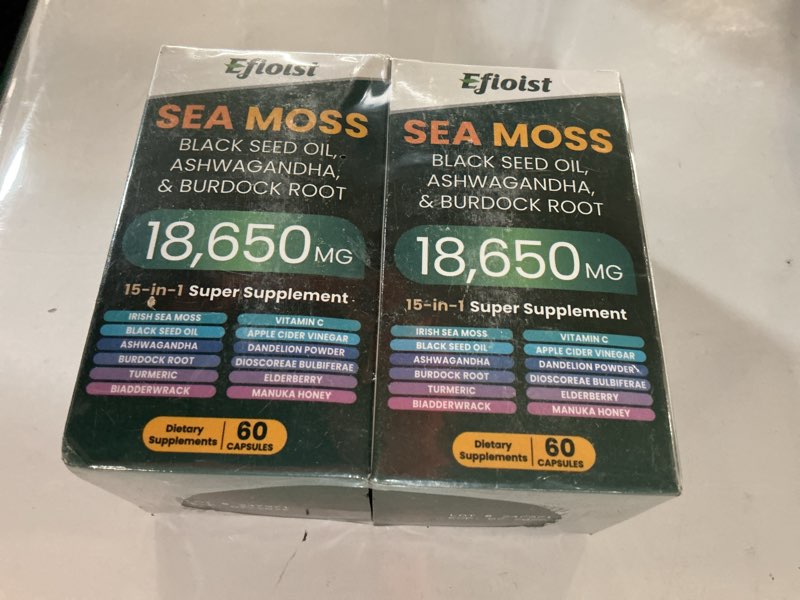 Efloist
SEA MOSS
BLACK SEED OIL,
ASHWAGANDHA,
& BURDOCK ROOT
18,650 MG
15-in-1 Super Supplement
IRISH SEA MOSS
BLACK SEED OIL
ASHWAGANDHA
BURDOCK ROOT
TURMERIC
BIADDERWRACK
VITAMIN C
APPLE CIDER VINEGAR
DANDELION POWDER
DIOSCOREAE BULBIFERAE
ELDERBERRY
MANUKA HONEY
Dietary
Supplements
60
CAPSULES
Efloist
SEA MOSS
BLACK SEED OIL,
ASHWAGANDHA,
& BURDOCK ROOT
18,650 MG
15-in-1 Super Supplement
IRISH SEA MOSS
BLACK SEED OIL
ASHWAGANDHA
BURDOCK ROOT
TURMERIC
BIADDERWRACK
VITAMIN C
APPLE CIDER VINEGAR
DANDELION POWDER
DIOSCOREAE BULBIFERAE
ELDERBERRY
MANUKA HONEY
Dietary
Supplements
60
CAPSULES